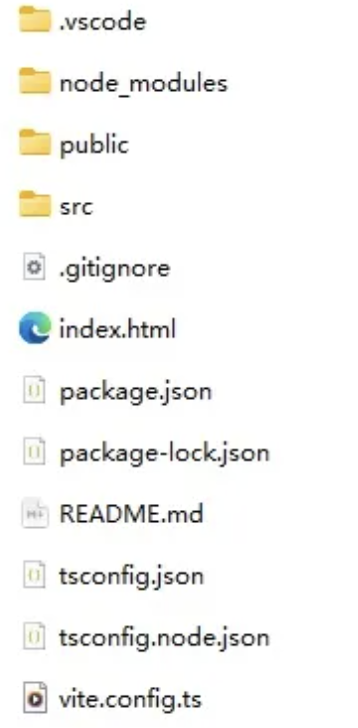 .vscode
node_modules
public
src
.gitignore
index.html
package.json
package-lock.json
README.md
tsconfig.json
tsconfig.node.json
vite.config.ts